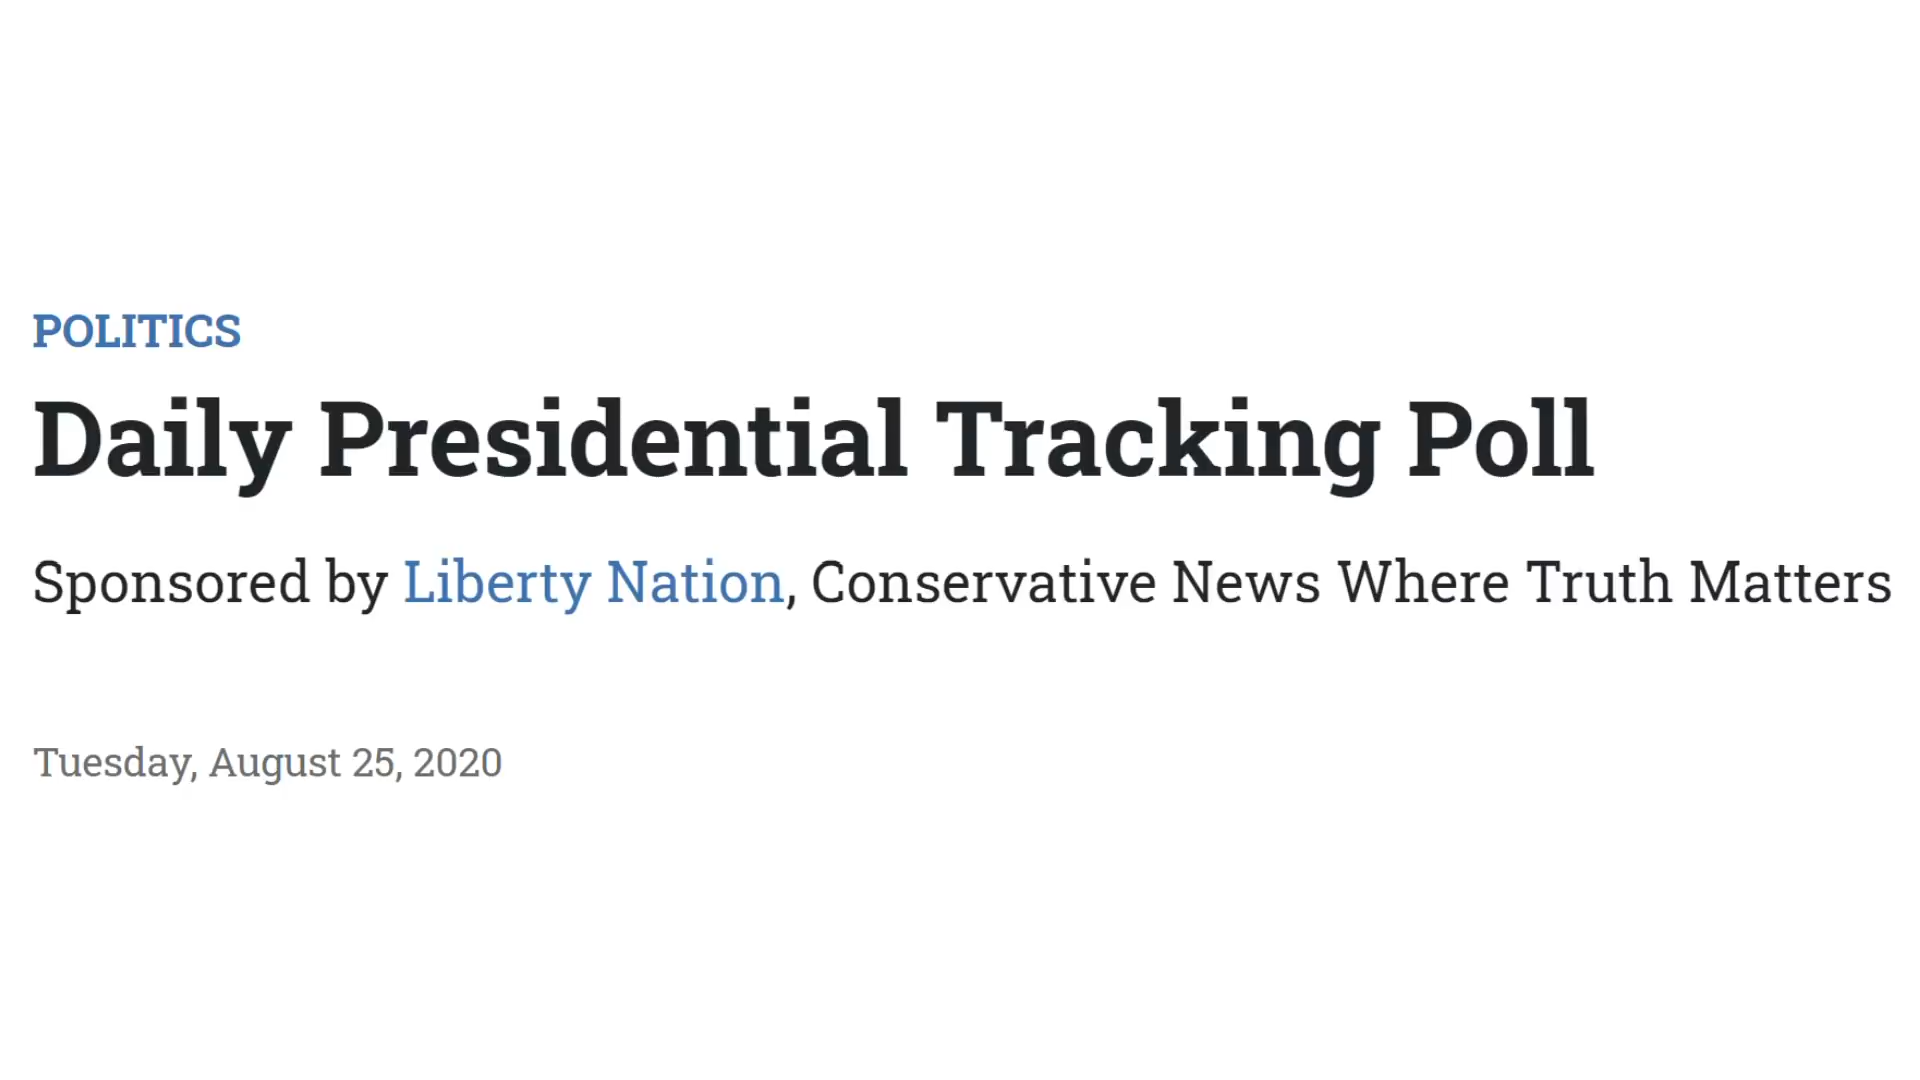 POLITICS
Daily Presidential Tracking Poll
Sponsored by Liberty Nation, Conservative News Where Truth Matters
Tuesday, August 25, 2020